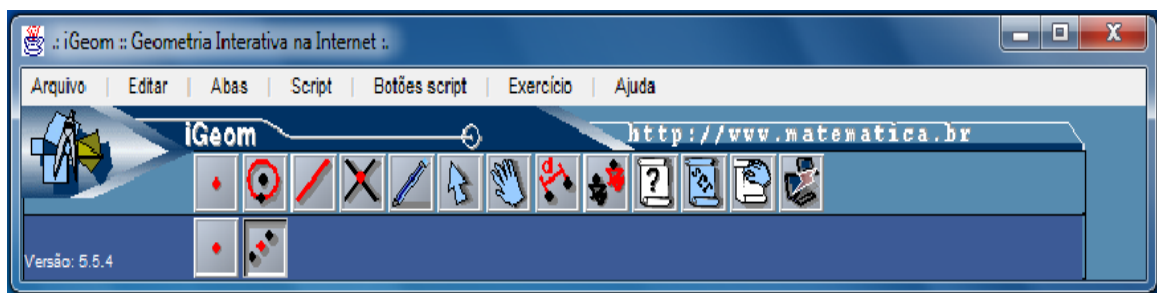 .: iGeom :: Geometria Interativa na Internet :.
Arquivo | Editar | Abas | Script | Botões script | Exercício | Ajuda
iGeom http://www.matematica.br
d
?
Versão: 5.5.4